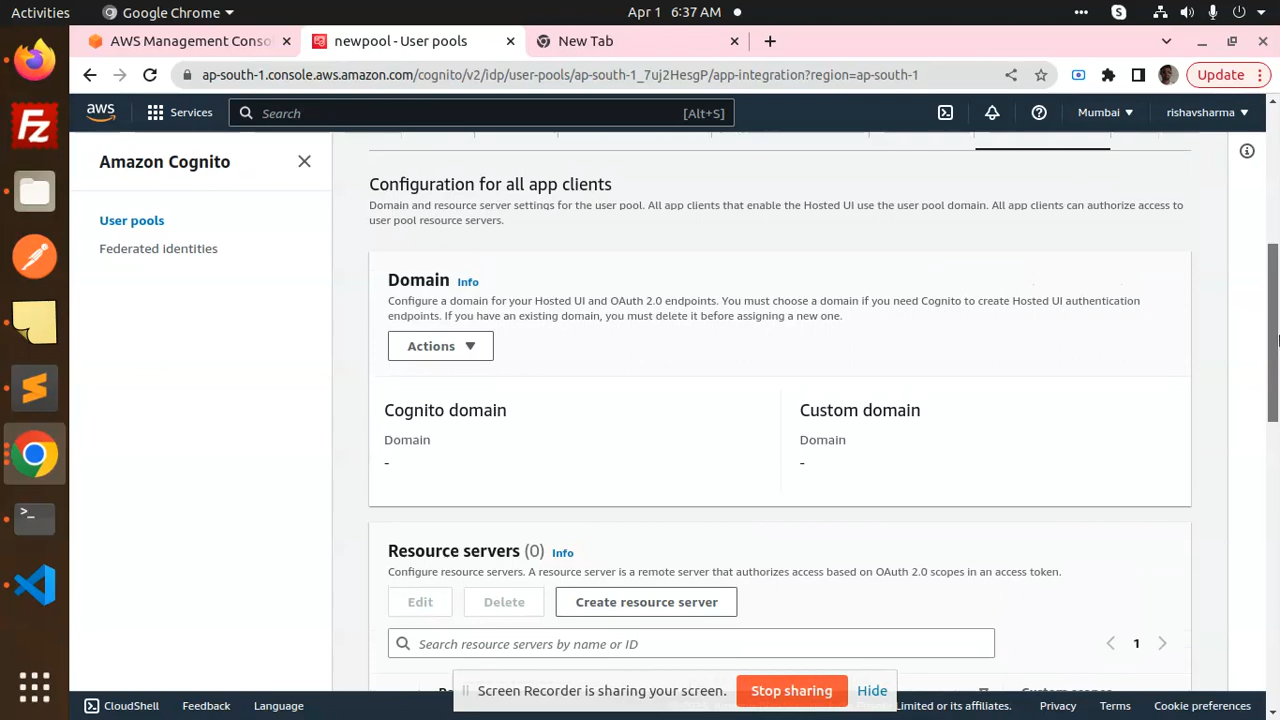 Activities
Google Chrome
Apr 1 6:37 AM
AWS Management Conso
newpool - User pools
New Tab
ap-south-1.console.aws.amazon.com/cognito/v2/idp/user-pools/ap-south-1_7uj2HesgP/app-integration?region=ap-south-1
Update
aws
Services
Search
[Alt+S]
Mumbai
rishavsharma
Amazon Cognito
User pools
Federated identities
Configuration for all app clients
Domain and resource server settings for the user pool. All app clients that enable the Hosted UI use the user pool domain. All app clients can authorize access to
user pool resource servers.
Domain Info
Configure a domain for your Hosted UI and OAuth 2.0 endpoints. You must choose a domain if you need Cognito to create Hosted UI authentication
endpoints. If you have an existing domain, you must delete it before assigning a new one.
Actions
Cognito domain
Domain
-
Custom domain
Domain
-
Resource servers (0) Info
Configure resource servers. A resource server is a remote server that authorizes access based on OAuth 2.0 scopes in an access token.
Edit
Delete
Create resource server
Search resource servers by name or ID
1
Screen Recorder is sharing your screen.
Stop sharing
Hide
CloudShell
Feedback
Language
Limited or its affiliates.
Privacy
Terms
Cookie preferences